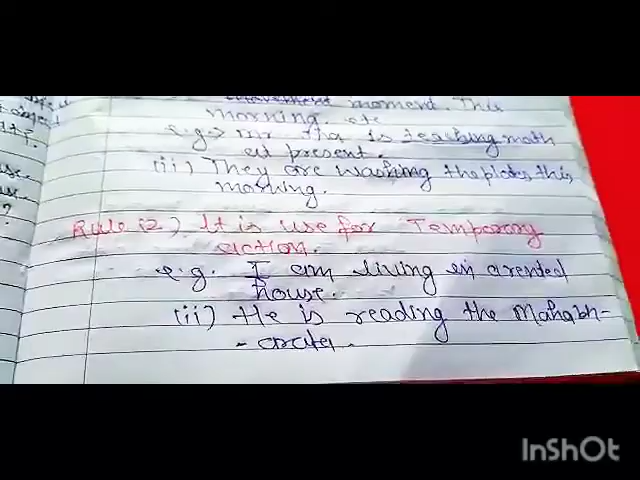 moment. This
morning. etc
e.g → Mr Jha is teaching math
at present.
(ii) They are washing the plates this
morning.
Rule (2). It is use for Temporary
action.
e.g. I am living in a rented
house.
(ii) He is reading the Mahabh-
- arata.
InShOt